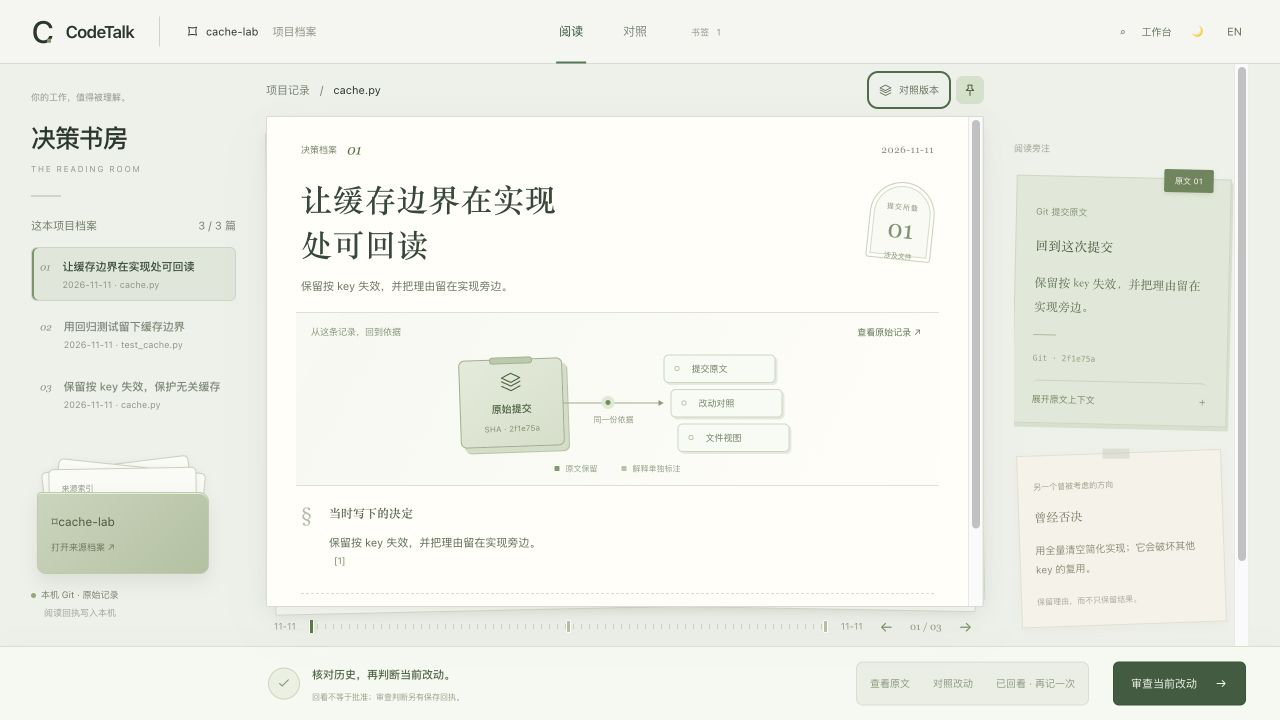 CodeTalk
cache-lab 项目档案
阅读 对照 书签 1
工作台 EN
你的工作，值得被理解。
决策书房
THE READING ROOM
这本项目档案 3 / 3 篇
01 让缓存边界在实现处可回读
2026-11-11 · cache.py
02 用回归测试留下缓存边界
2026-11-11 · test_cache.py
03 保留按 key 失效，保护无关缓存
2026-11-11 · cache.py
来源索引
cache-lab
打开来源档案 ↗
本机 Git · 原始记录
阅读回执写入本机
项目记录 / cache.py
对照版本
决策档案 01
2026-11-11
让缓存边界在实现
处可回读
提交所载
01
涉及文件
保留按 key 失效，并把理由留在实现旁边。
从这条记录，回到依据
查看原始记录 ↗
原始提交
SHA · 2f1e75a
同一份依据
提交原文
改动对照
文件视图
原文保留 解释单独标注
§ 当时写下的决定
保留按 key 失效，并把理由留在实现旁边。
[1]
11-11 11-11 ← 01 / 03 →
阅读旁注
原文 01
Git 提交原文
回到这次提交
保留按 key 失效，并把理由留在
实现旁边。
Git · 2f1e75a
展开原文上下文 +
另一个曾被考虑的方向
曾经否决
用全量清空简化实现；它会破坏其他
key 的复用。
保留理由，而不只保留结果。
核对历史，再判断当前改动。
回看不等于批准；审查判断另有保存回执。
查看原文 对照改动 已回看 · 再记一次
审查当前改动 →